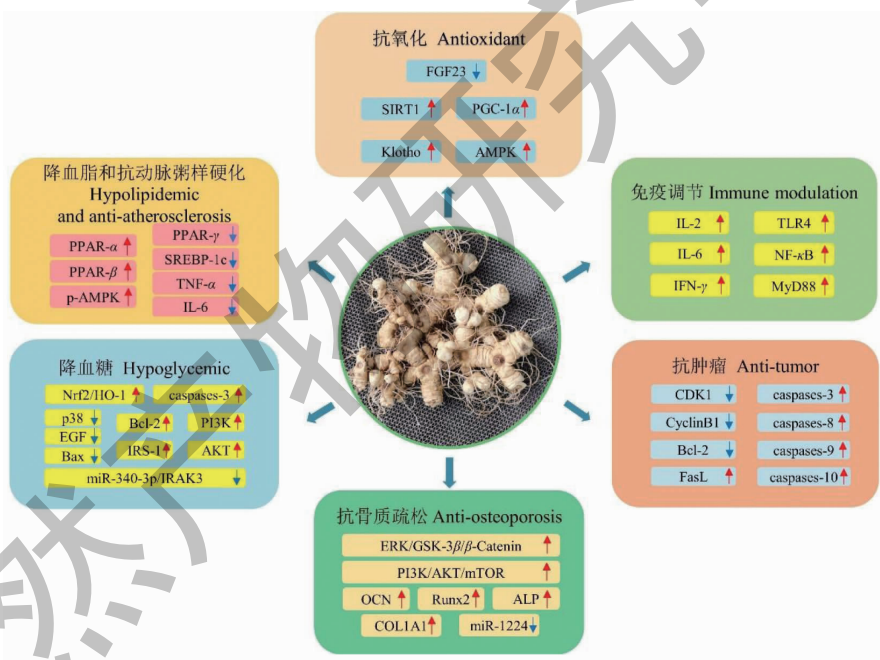 抗氧化 Antioxidant
FGF23↓
SIRT1↑ PGC-1α↑
Klotho↑ AMPK↑
降血脂和抗动脉粥样硬化
Hypolipidemic
and anti-atherosclerosis
PPAR-α↑
PPAR-β↑
p-AMPK↑
PPAR-γ↓
SREBP-1c↓
TNF-α↓
IL-6↓
免疫调节 Immune modulation
IL-2↑ TLR4↑
IL-6↑ NF-κB↑
IFN-γ↑ MyD88↑
降血糖 Hypoglycemic
Nrf2/HO-1↑ caspases-3↑
p38↓
EGF↓
Bax↓
Bcl-2↑ PI3K↑
IRS-1↑ AKT↑
miR-340-3p/IRAK3↓
抗肿瘤 Anti-tumor
CDK1↓ caspases-3↑
CyclinB1↓ caspases-8↑
Bcl-2↓ caspases-9↑
FasL↑ caspases-10↑
抗骨质疏松 Anti-osteoporosis
ERK/GSK-3β/β-Catenin↑
PI3K/AKT/mTOR↑
OCN↑ Runx2↑ ALP↑
COL1A1↑ miR-1224↓
然产物研究